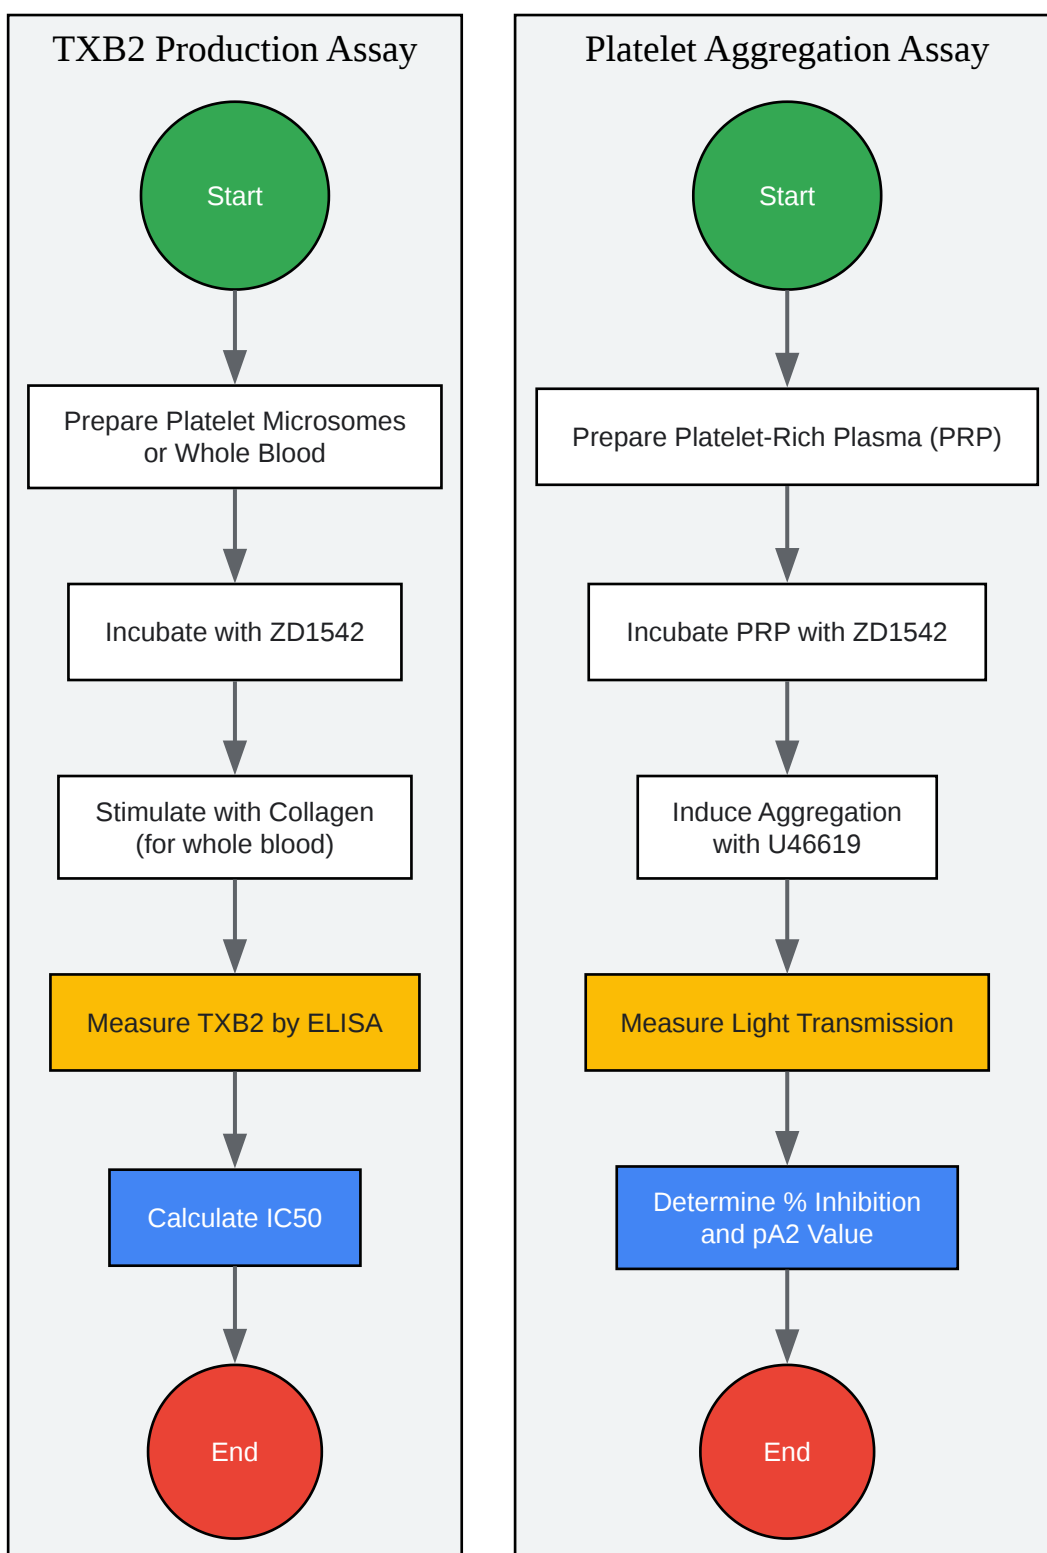 TXB2 Production Assay
Start
Prepare Platelet Microsomes
or Whole Blood
Incubate with ZD1542
Stimulate with Collagen
(for whole blood)
Measure TXB2 by ELISA
Calculate IC50
End
Platelet Aggregation Assay
Start
Prepare Platelet-Rich Plasma (PRP)
Incubate PRP with ZD1542
Induce Aggregation
with U46619
Measure Light Transmission
Determine % Inhibition
and pA2 Value
End